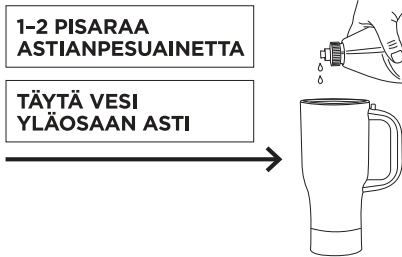 1–2 PISARAA
ASTIANPESUAINETTA
TÄYTÄ VESI
YLÄOSAAN ASTI